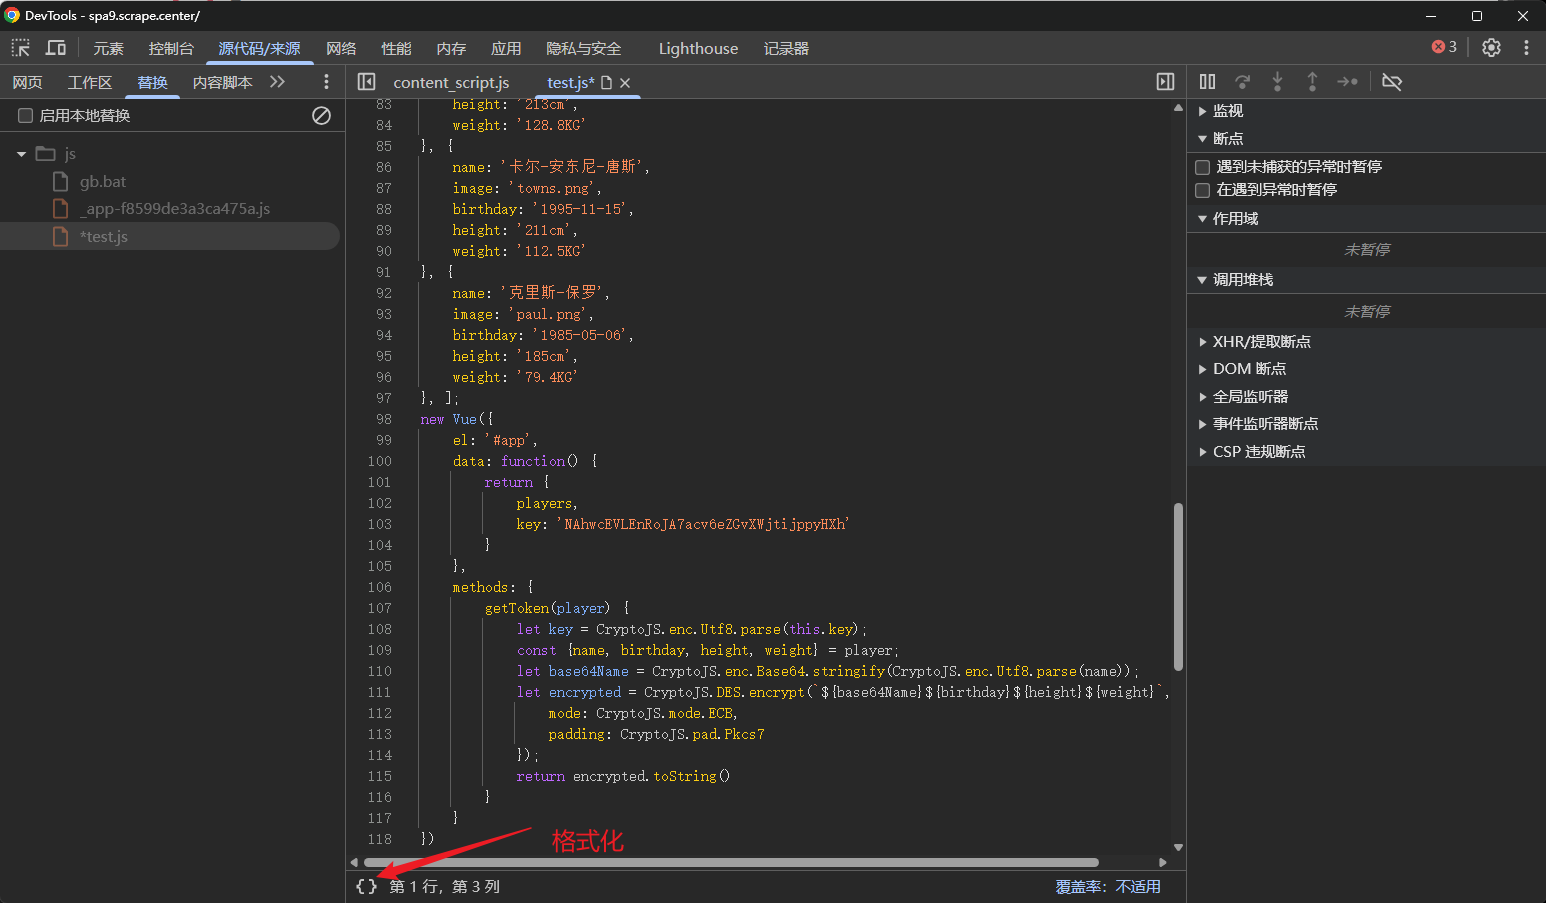 DevTools - spa9.scrape.center/
元素 控制台 源代码/来源 网络 性能 内存 应用 隐私与安全 Lighthouse 记录器 3
网页 工作区 替换 内容脚本 content_script.js test.js*
启用本地替换
js
gb.bat
_app-f8599de3a3ca475a.js
*test.js
83 height: '213cm',
84 weight: '128.8KG'
85 }, {
86 name: '卡尔-安东尼-唐斯',
87 image: 'towns.png',
88 birthday: '1995-11-15',
89 height: '211cm',
90 weight: '112.5KG'
91 }, {
92 name: '克里斯-保罗',
93 image: 'paul.png',
94 birthday: '1985-05-06',
95 height: '185cm',
96 weight: '79.4KG'
97 }, ];
98 new Vue({
99 el: '#app',
100 data: function() {
101 return {
102 players,
103 key: 'NAhwcEVLEnRoJA7acv6eZGvXWjtijppyHXh'
104 }
105 },
106 methods: {
107 getToken(player) {
108 let key = CryptoJS.enc.Utf8.parse(this.key);
109 const {name, birthday, height, weight} = player;
110 let base64Name = CryptoJS.enc.Base64.stringify(CryptoJS.enc.Utf8.parse(name));
111 let encrypted = CryptoJS.DES.encrypt(`${base64Name}${birthday}${height}${weight}`,
112 mode: CryptoJS.mode.ECB,
113 padding: CryptoJS.pad.Pkcs7
114 });
115 return encrypted.toString()
116 }
117 }
118 })
格式化
{} 第 1 行，第 3 列
覆盖率：不适用
监视
断点
遇到未捕获的异常时暂停
在遇到异常时暂停
作用域
未暂停
调用堆栈
未暂停
XHR/提取断点
DOM 断点
全局监听器
事件监听器断点
CSP 违规断点